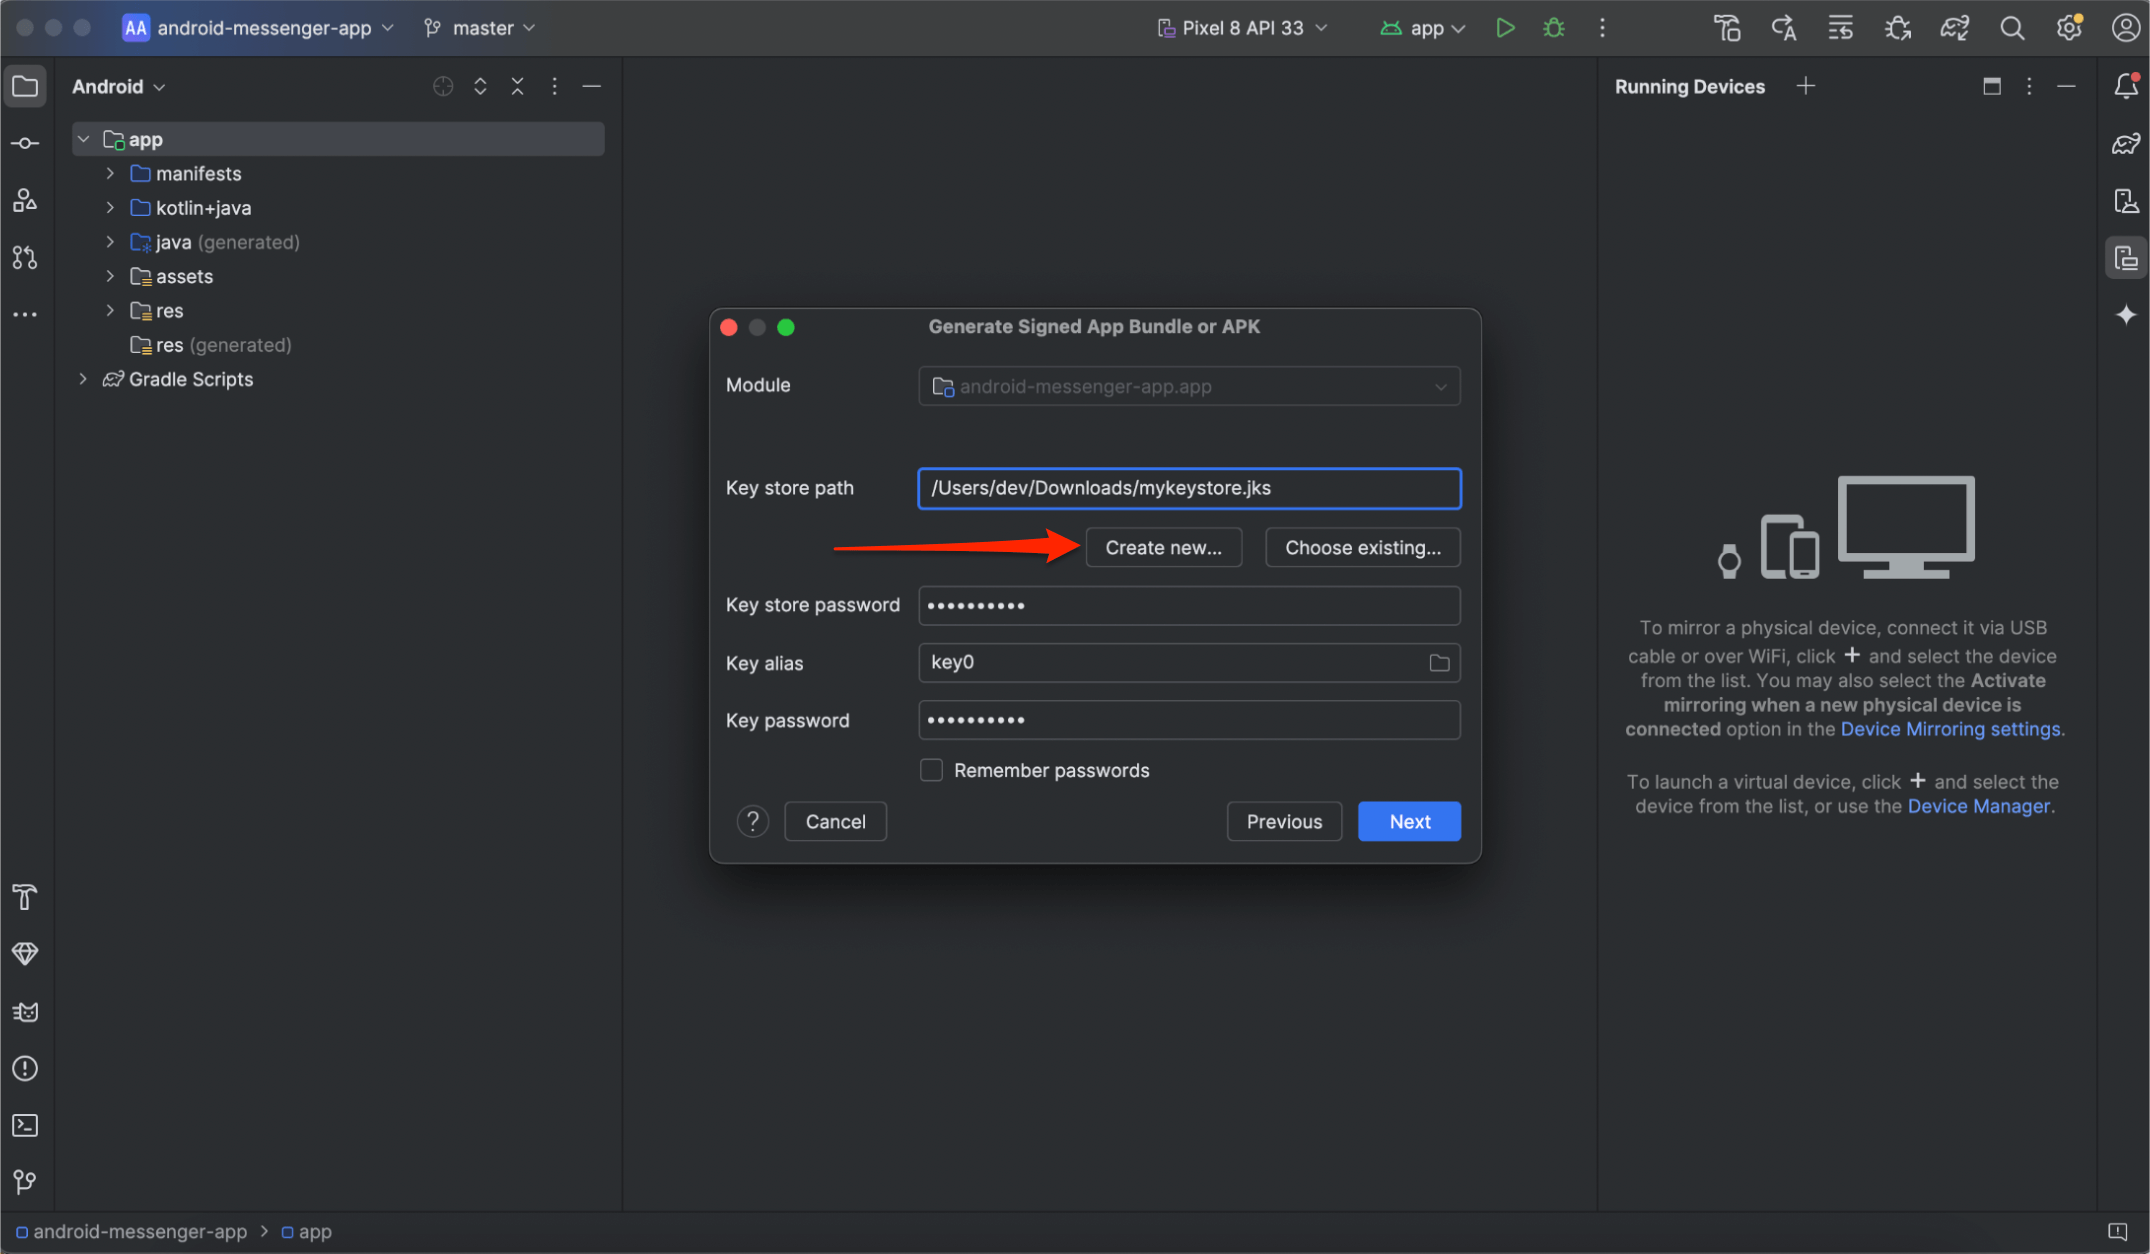 AA android-messenger-app
master
Pixel 8 API 33
app
Android
app
manifests
kotlin+java
java (generated)
assets
res
res (generated)
Gradle Scripts
Generate Signed App Bundle or APK
Module
android-messenger-app.app
Key store path
/Users/dev/Downloads/mykeystore.jks
Create new...
Choose existing...
Key store password
••••••••••
Key alias
key0
Key password
••••••••••
Remember passwords
?
Cancel
Previous
Next
Running Devices
To mirror a physical device, connect it via USB
cable or over WiFi, click + and select the device
from the list. You may also select the Activate
mirroring when a new physical device is
connected option in the Device Mirroring settings.
To launch a virtual device, click + and select the
device from the list, or use the Device Manager.
android-messenger-app > app